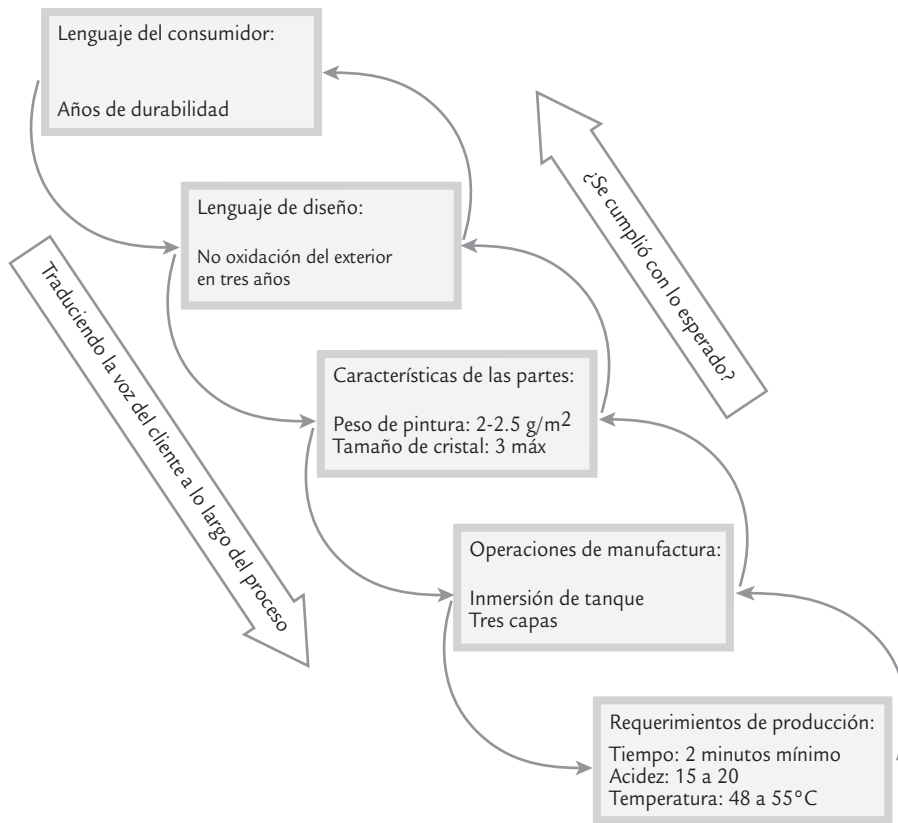 Lenguaje del consumidor:
Años de durabilidad
Lenguaje de diseño:
No oxidación del exterior
en tres años
Características de las partes:
Peso de pintura: 2-2.5 g/m²
Tamaño de cristal: 3 máx
Operaciones de manufactura:
Inmersión de tanque
Tres capas
Requerimientos de producción:
Tiempo: 2 minutos mínimo
Acidez: 15 a 20
Temperatura: 48 a 55°C
Traduciendo la voz del cliente a lo largo del proceso
¿Se cumplió con lo esperado?